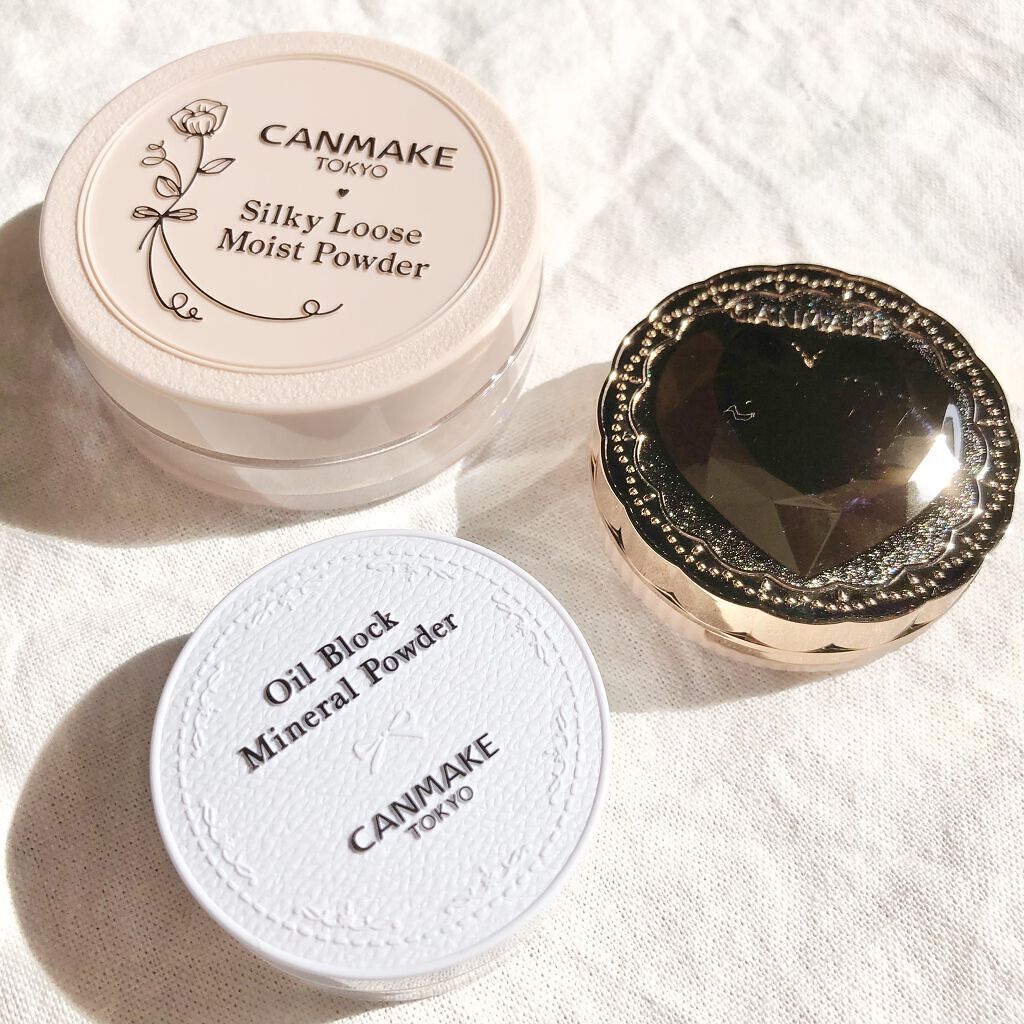 CANMAKE
TOKYO
Silky Loose
Moist Powder
CANMAKE
Oil Block
Mineral Powder
CANMAKE
TOKYO